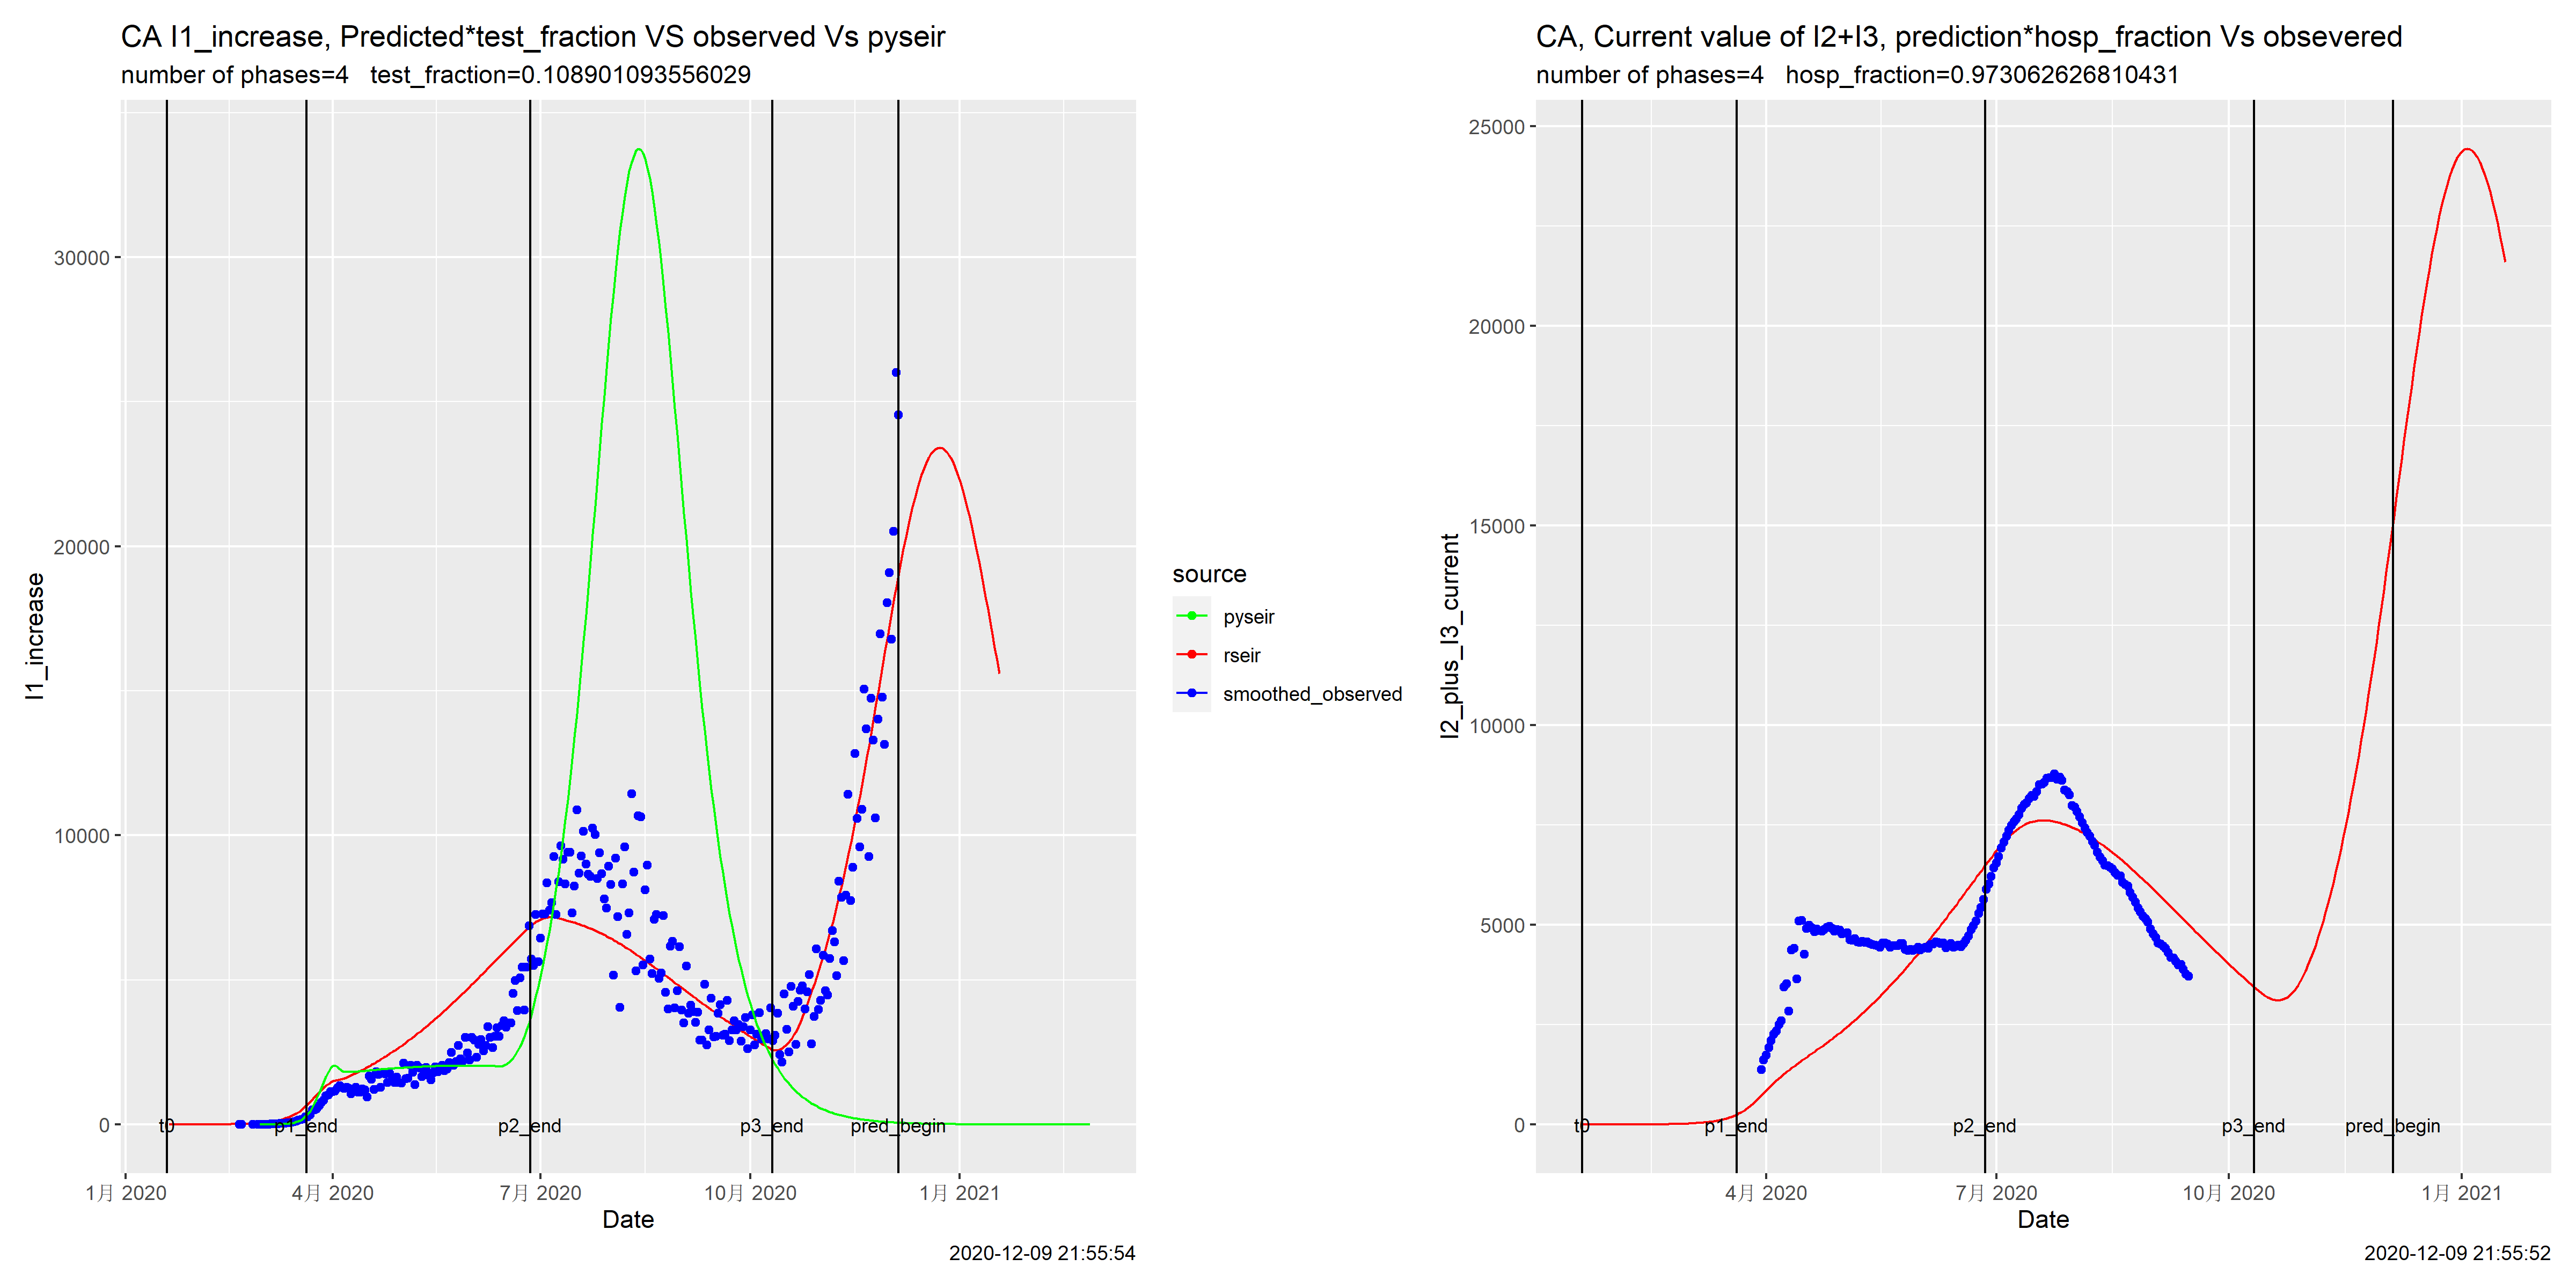 CA I1_increase, Predicted*test_fraction VS observed Vs pyseir
number of phases=4 test_fraction=0.108901093556029
I1_increase
30000
20000
10000
0
t0
p1_end
p2_end
p3_end
pred_begin
1月 2020
4月 2020
7月 2020
10月 2020
1月 2021
Date
2020-12-09 21:55:54
source
pyseir
rseir
smoothed_observed
CA, Current value of I2+I3, prediction*hosp_fraction Vs obsevered
number of phases=4 hosp_fraction=0.973062626810431
I2_plus_I3_current
25000
20000
15000
10000
5000
0
t0
p1_end
p2_end
p3_end
pred_begin
4月 2020
7月 2020
10月 2020
1月 2021
Date
2020-12-09 21:55:52